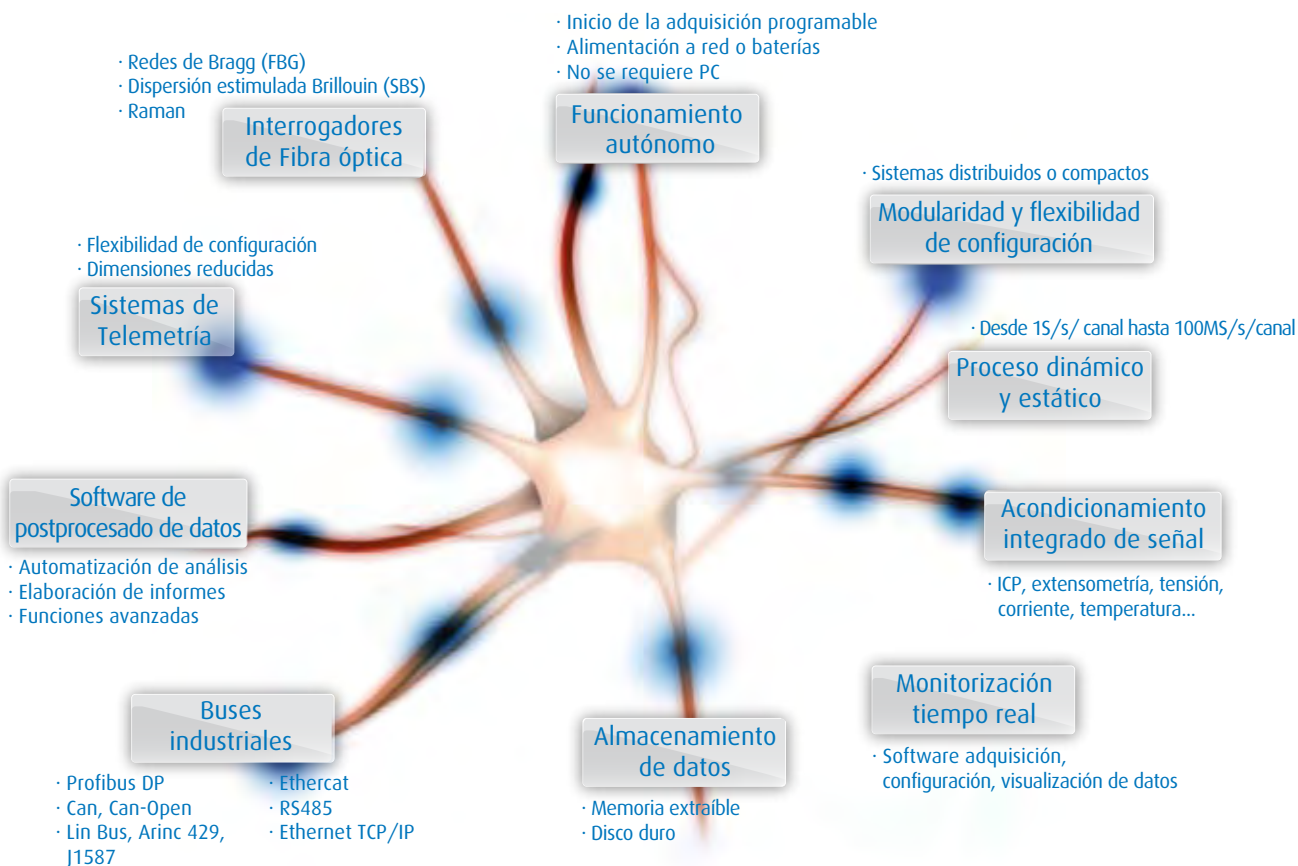 · Inicio de la adquisición programable
· Alimentación a red o baterías
· No se requiere PC
Funcionamiento
autónomo
· Redes de Bragg (FBG)
· Dispersión estimulada Brillouin (SBS)
· Raman
Interrogadores
de Fibra óptica
· Sistemas distribuidos o compactos
Modularidad y flexibilidad
de configuración
· Flexibilidad de configuración
· Dimensiones reducidas
Sistemas de
Telemetría
· Desde 1S/s/ canal hasta 100MS/s/canal
Proceso dinámico
y estático
Software de
postprocesado de datos
· Automatización de análisis
· Elaboración de informes
· Funciones avanzadas
Acondicionamiento
integrado de señal
· ICP, extensometría, tensión,
corriente, temperatura...
Buses
industriales
· Profibus DP
· Can, Can-Open
· Lin Bus, Arinc 429,
J1587
· Ethercat
· RS485
· Ethernet TCP/IP
Almacenamiento
de datos
· Memoria extraíble
· Disco duro
Monitorización
tiempo real
· Software adquisición,
configuración, visualización de datos